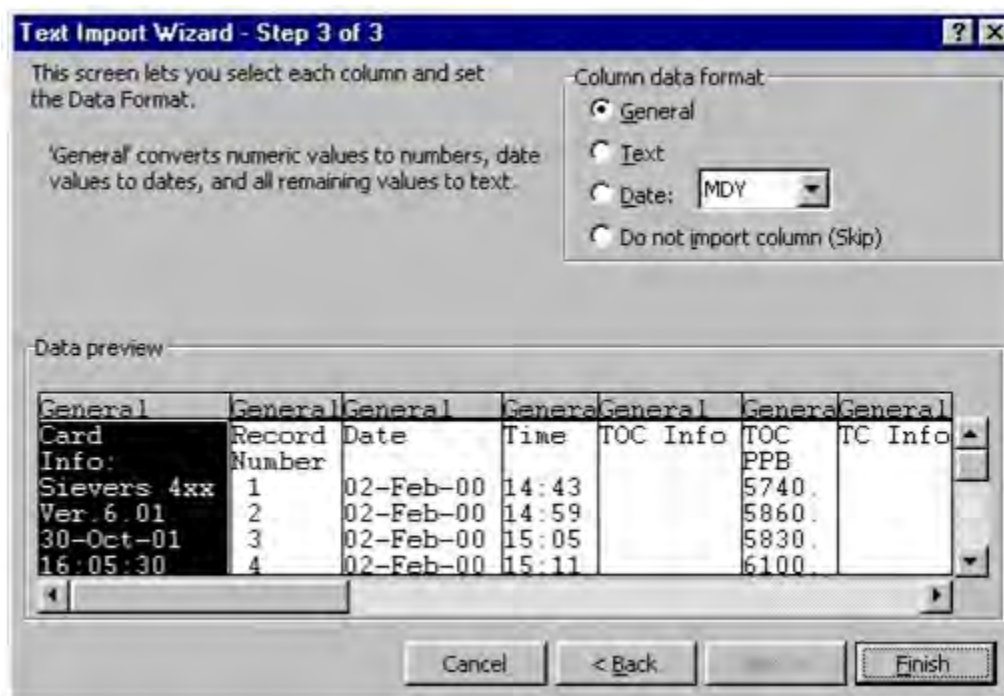 Text Import Wizard - Step 3 of 3
This screen lets you select each column and set
the Data Format.
'General' converts numeric values to numbers, date
values to dates, and all remaining values to text.
Column data format
General
Text
Date: MDY
Do not import column (Skip)
Data preview
General General General General General General General
Card Record Date Time TOC Info TOC TC Info
Info: Number PPB
Sievers 4xx 1 02-Feb-00 14:43 5740.
Ver.6.01 2 02-Feb-00 14:59 5860.
30-Oct-01 3 02-Feb-00 15:05 5830.
16:05:30 4 02-Feb-00 15:11 6100.
Cancel < Back Finish